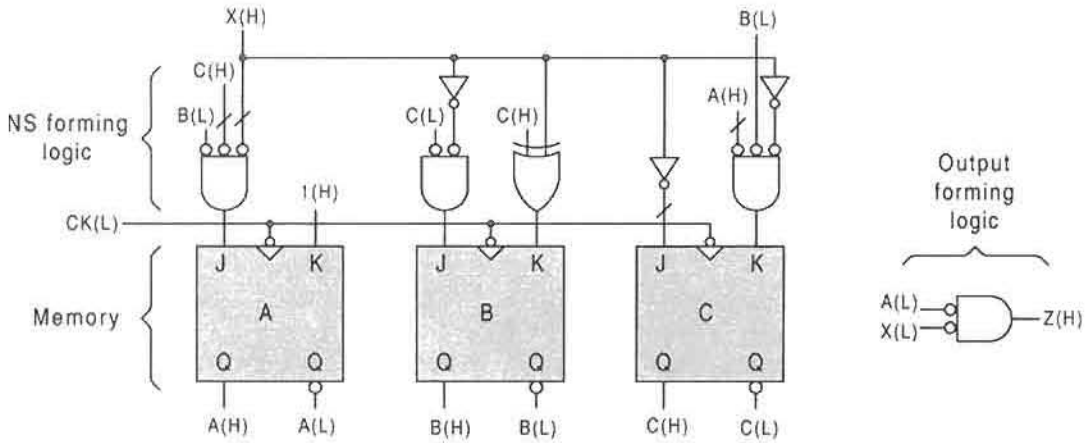 X(H)
B(L)
C(H)
B(L)
C(L)
C(H)
A(H)
NS forming
logic
1(H)
CK(L)
Output
forming
logic
J
K
J
K
J
K
Memory
A
B
C
A(L)
X(L)
Z(H)
Q
Q
Q
Q
Q
Q
A(H)
A(L)
B(H)
B(L)
C(H)
C(L)